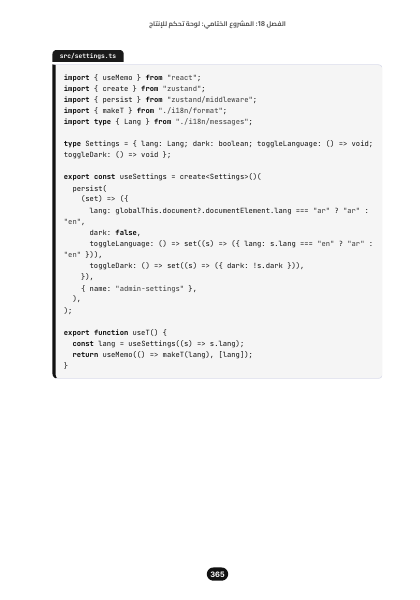 الفصل 18: المشروع الختامي: لوحة تحكم للإنتاج
src/settings.ts
import { useMemo } from "react";
import { create } from "zustand";
import { persist } from "zustand/middleware";
import { makeT } from "./i18n/format";
import type { Lang } from "./i18n/messages";
type Settings = { lang: Lang; dark: boolean; toggleLanguage: () => void;
toggleDark: () => void };
export const useSettings = create<Settings>()(
  persist(
    (set) => ({
      lang: globalThis.document?.documentElement.lang === "ar" ? "ar" :
"en",
      dark: false,
      toggleLanguage: () => set((s) => ({ lang: s.lang === "en" ? "ar" :
"en" })),
      toggleDark: () => set((s) => ({ dark: !s.dark })),
    }),
    { name: "admin-settings" },
  ),
);
export function useT() {
  const lang = useSettings((s) => s.lang);
  return useMemo(() => makeT(lang), [lang]);
}
365